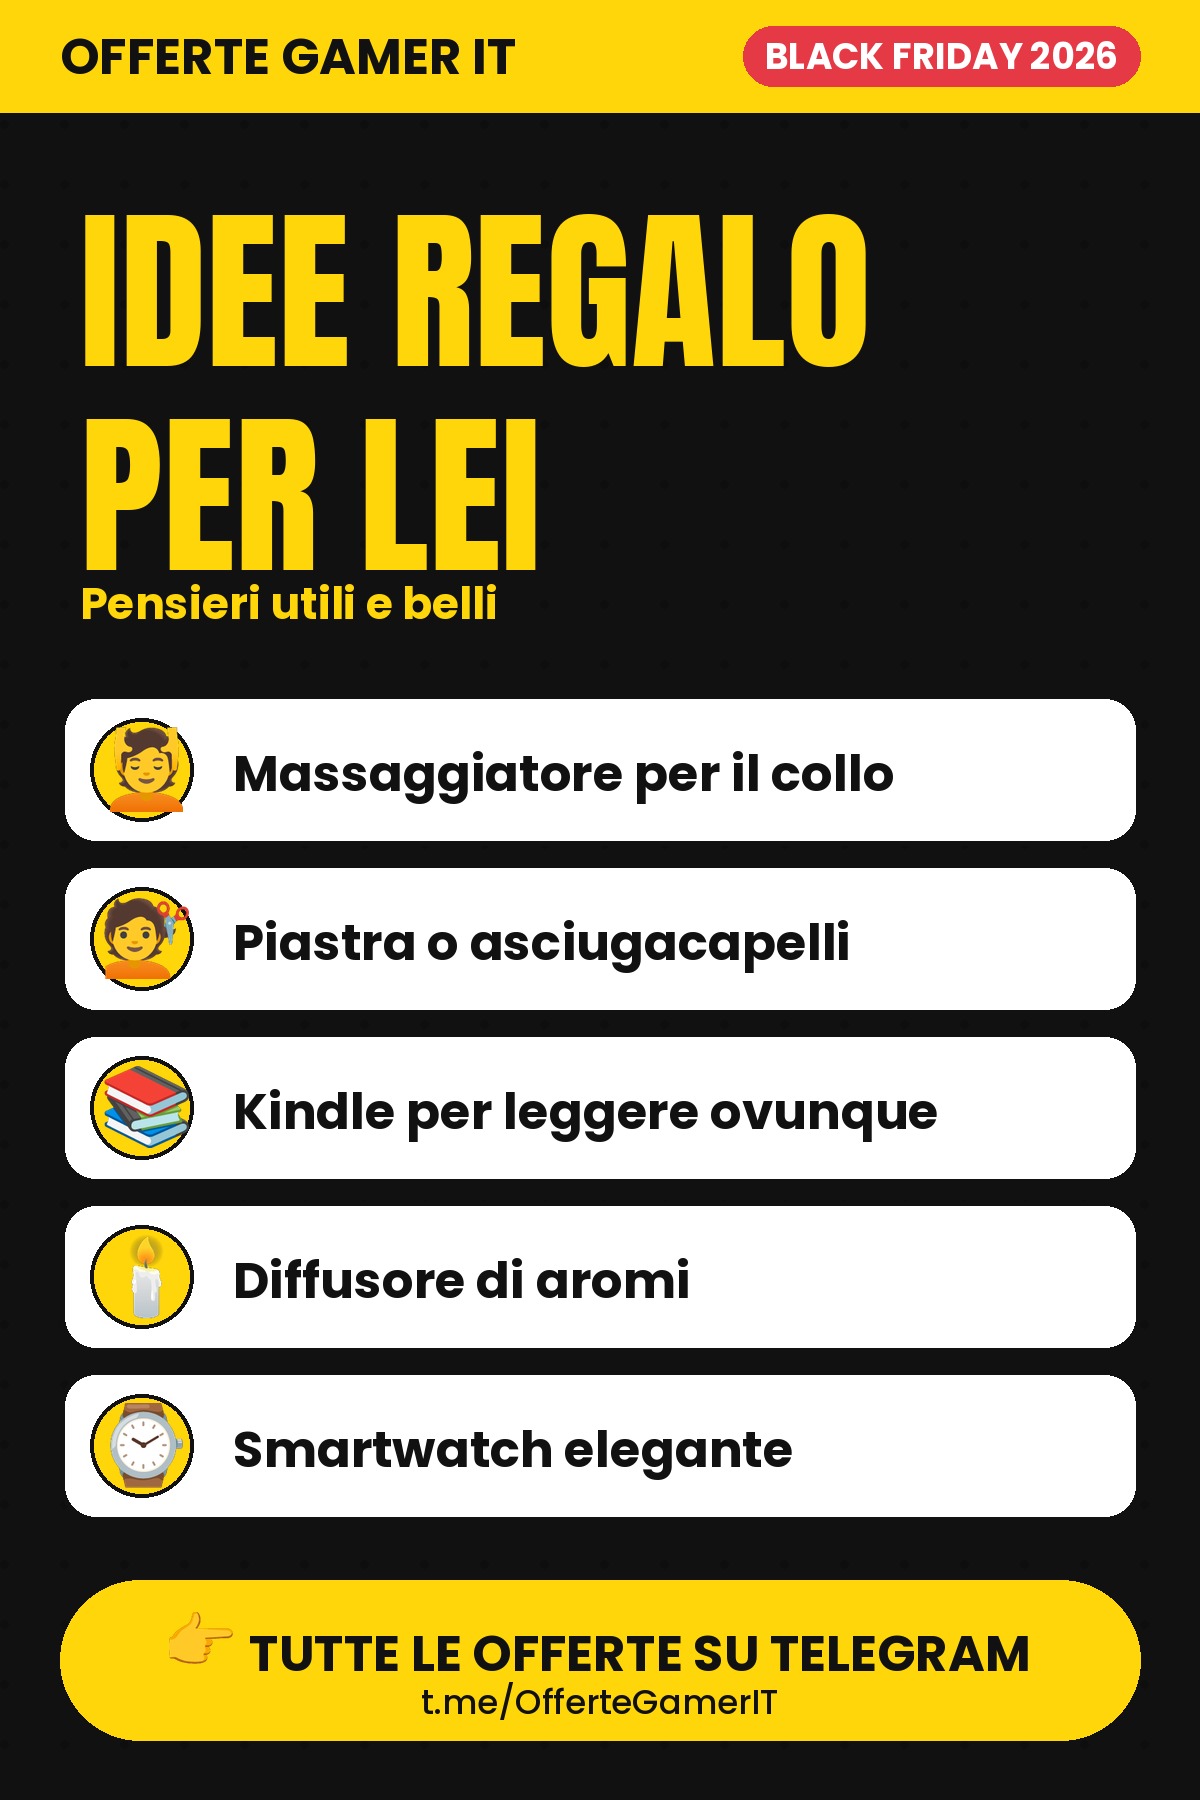 OFFERTE GAMER IT
BLACK FRIDAY 2026
IDEE REGALO
PER LEI
Pensieri utili e belli
Massaggiatore per il collo
Piastra o asciugacapelli
Kindle per leggere ovunque
Diffusore di aromi
Smartwatch elegante
TUTTE LE OFFERTE SU TELEGRAM
t.me/OfferteGamerIT